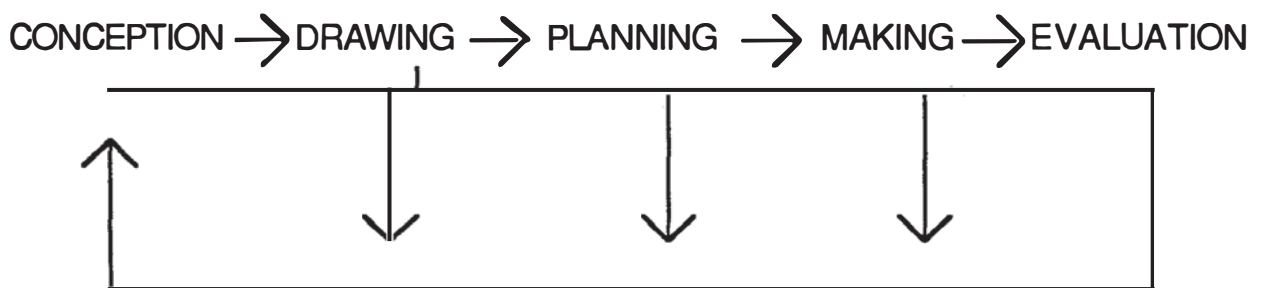 CONCEPTION → DRAWING → PLANNING → MAKING → EVALUATION